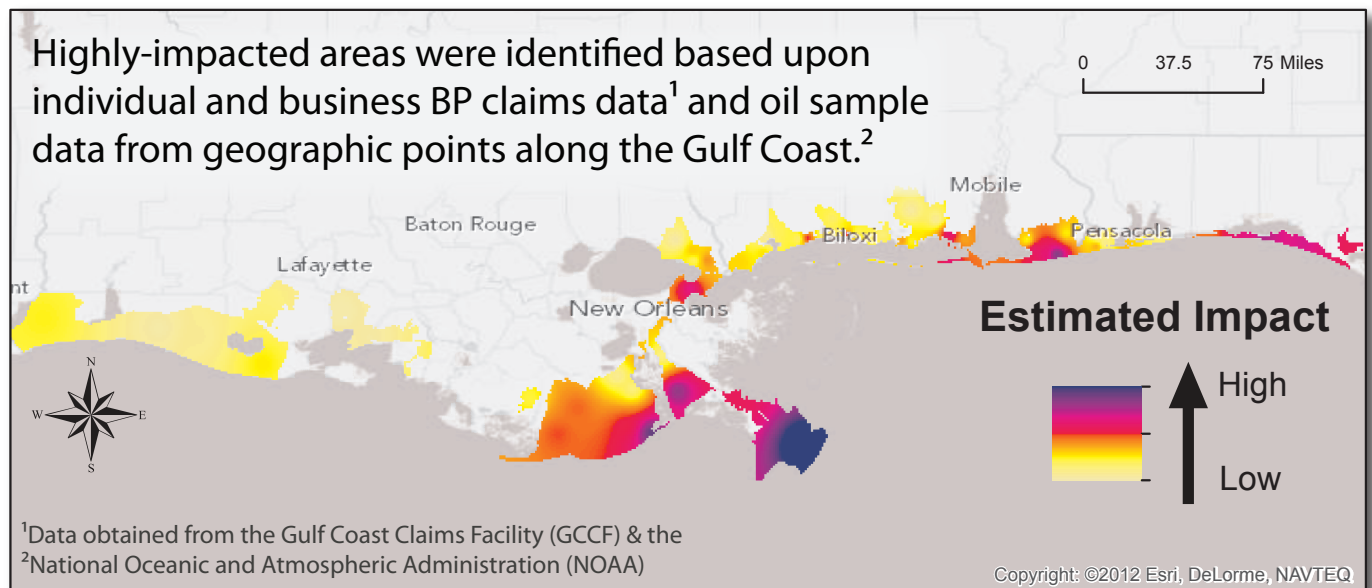 Highly-impacted areas were identified based upon
individual and business BP claims data¹ and oil sample
data from geographic points along the Gulf Coast.²
0 37.5 75 Miles
Mobile
Baton Rouge
Biloxi
Pensacola
Lafayette
nt
New Orleans
Estimated Impact
High
Low
N
W E
S
¹Data obtained from the Gulf Coast Claims Facility (GCCF) & the
²National Oceanic and Atmospheric Administration (NOAA)
Copyright: ©2012 Esri, DeLorme, NAVTEQ